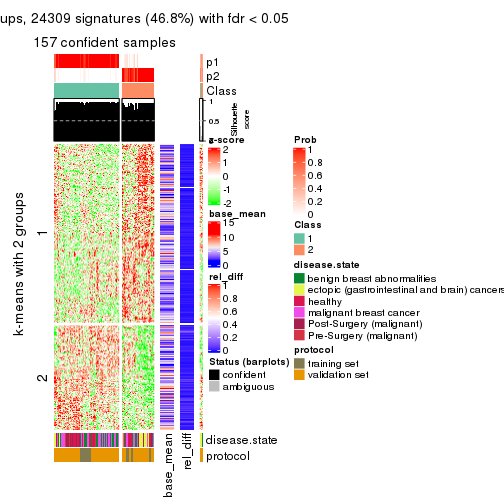 ups, 24309 signatures (46.8%) with fdr < 0.05
157 confident samples
p1
p2
Class
1
0.5
0
Silhouette
score
k-means with 2 groups
1
2
z-score
2
1
0
-1
-2
base_mean
15
10
5
0
rel_diff
1
0.8
0.6
0.4
0.2
0
Status (barplots)
confident
ambiguous
Prob
1
0.8
0.6
0.4
0.2
0
Class
1
2
disease.state
benign breast abnormalities
ectopic (gastrointestinal and brain) cancers
healthy
malignant breast cancer
Post-Surgery (malignant)
Pre-Surgery (malignant)
protocol
training set
validation set
disease.state
protocol
base_mean
rel_diff